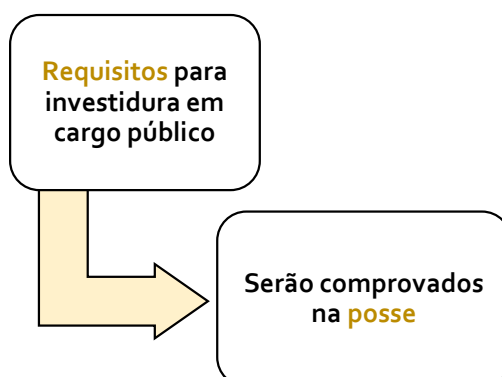 Requisitos para
investidura em
cargo público
Serão comprovados
na posse